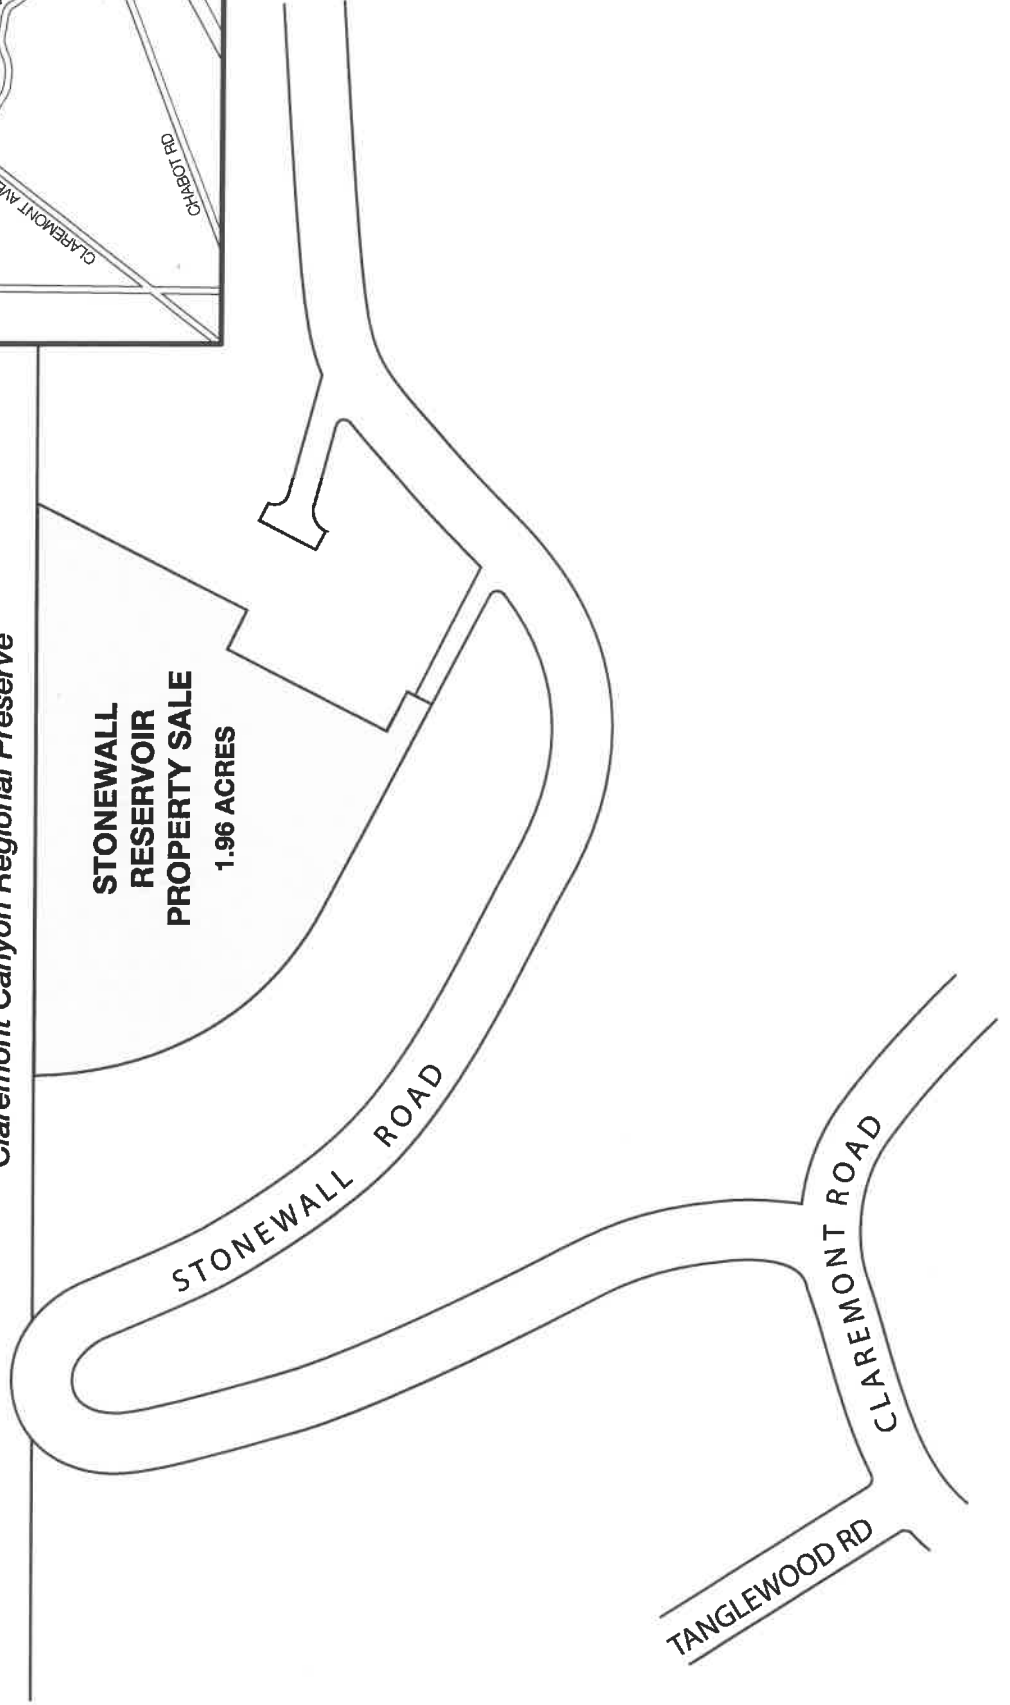 Claremont Canyon Regional Preserve
CLAREMONT AVE
CHABOT RD
STONEWALL
RESERVOIR
PROPERTY SALE
1.96 ACRES
STONEWALL ROAD
CLAREMONT ROAD
TANGLEWOOD RD